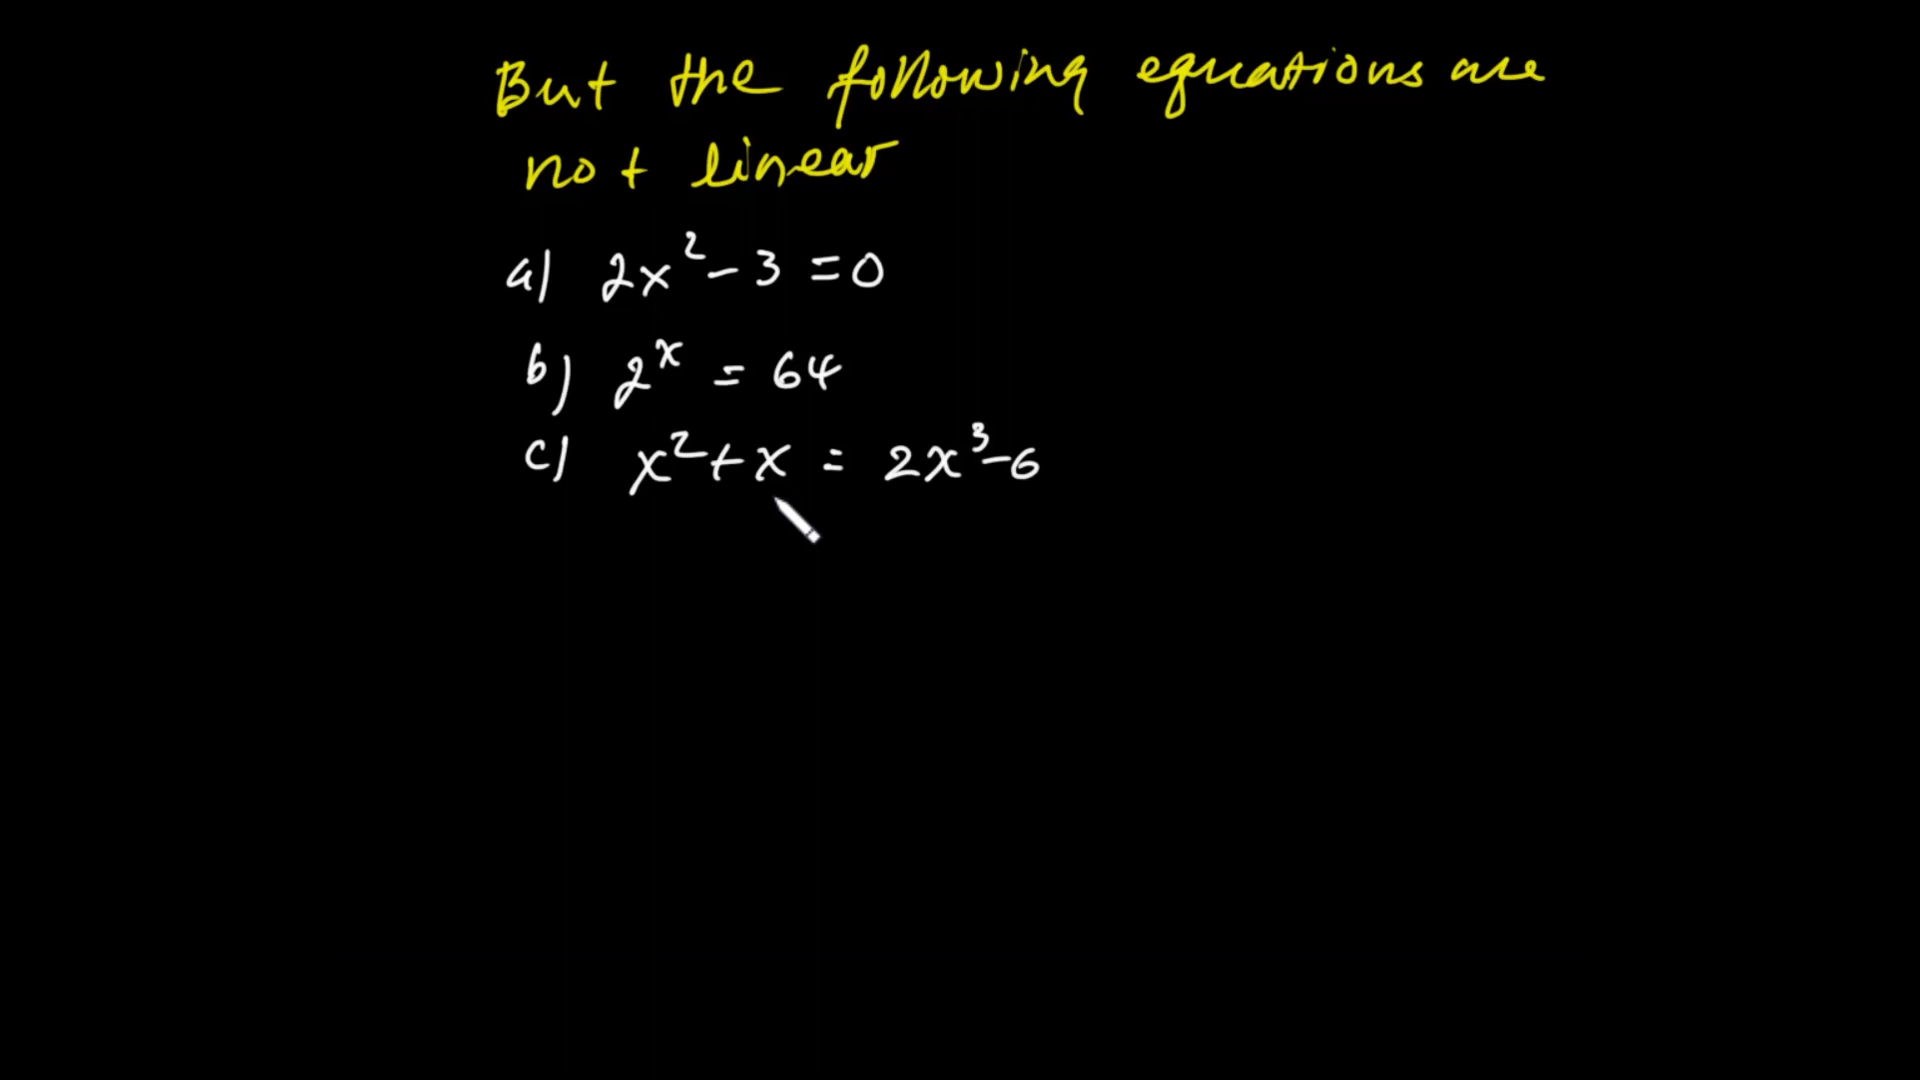 But the following equations are
not linear
a) 2x² - 3 = 0
b) 2ˣ = 64
c) x² + x = 2x³ - 6